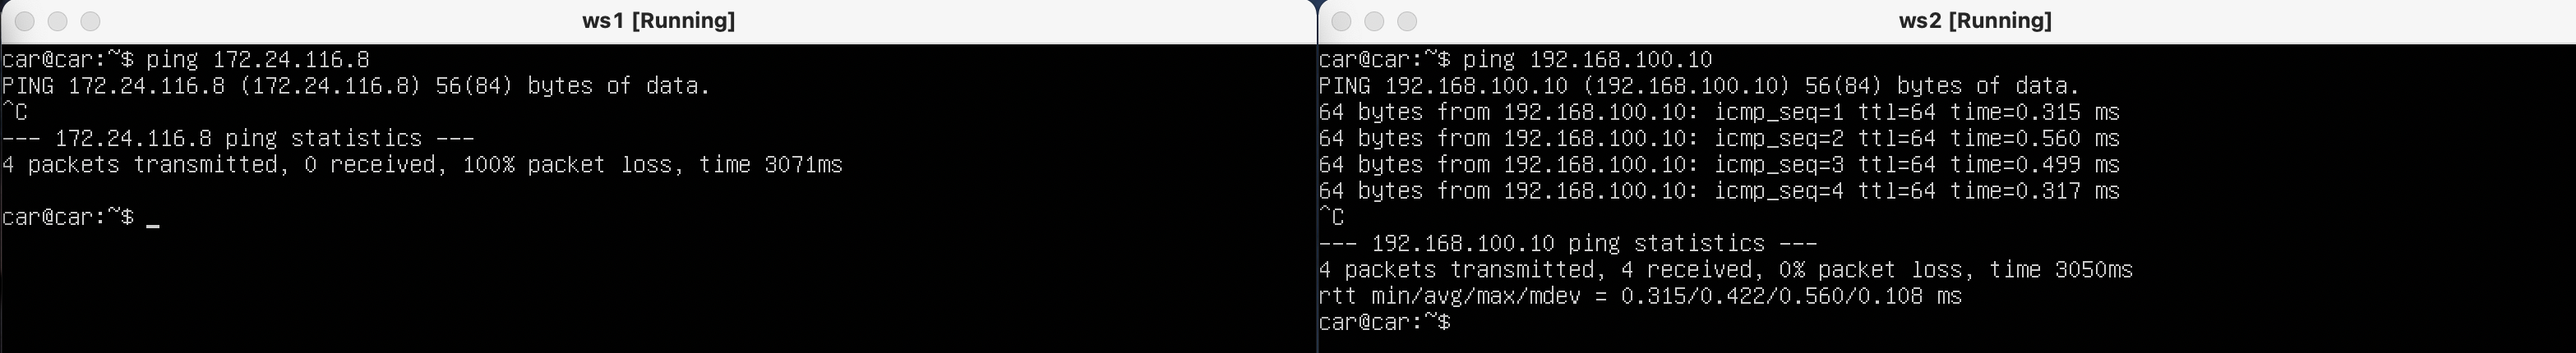 ws1 [Running]
car@car:~$ ping 172.24.116.8
PING 172.24.116.8 (172.24.116.8) 56(84) bytes of data.
^C
--- 172.24.116.8 ping statistics ---
4 packets transmitted, 0 received, 100% packet loss, time 3071ms
car@car:~$ _
ws2 [Running]
car@car:~$ ping 192.168.100.10
PING 192.168.100.10 (192.168.100.10) 56(84) bytes of data.
64 bytes from 192.168.100.10: icmp_seq=1 ttl=64 time=0.315 ms
64 bytes from 192.168.100.10: icmp_seq=2 ttl=64 time=0.560 ms
64 bytes from 192.168.100.10: icmp_seq=3 ttl=64 time=0.499 ms
64 bytes from 192.168.100.10: icmp_seq=4 ttl=64 time=0.317 ms
^C
--- 192.168.100.10 ping statistics ---
4 packets transmitted, 4 received, 0% packet loss, time 3050ms
rtt min/avg/max/mdev = 0.315/0.422/0.560/0.108 ms
car@car:~$